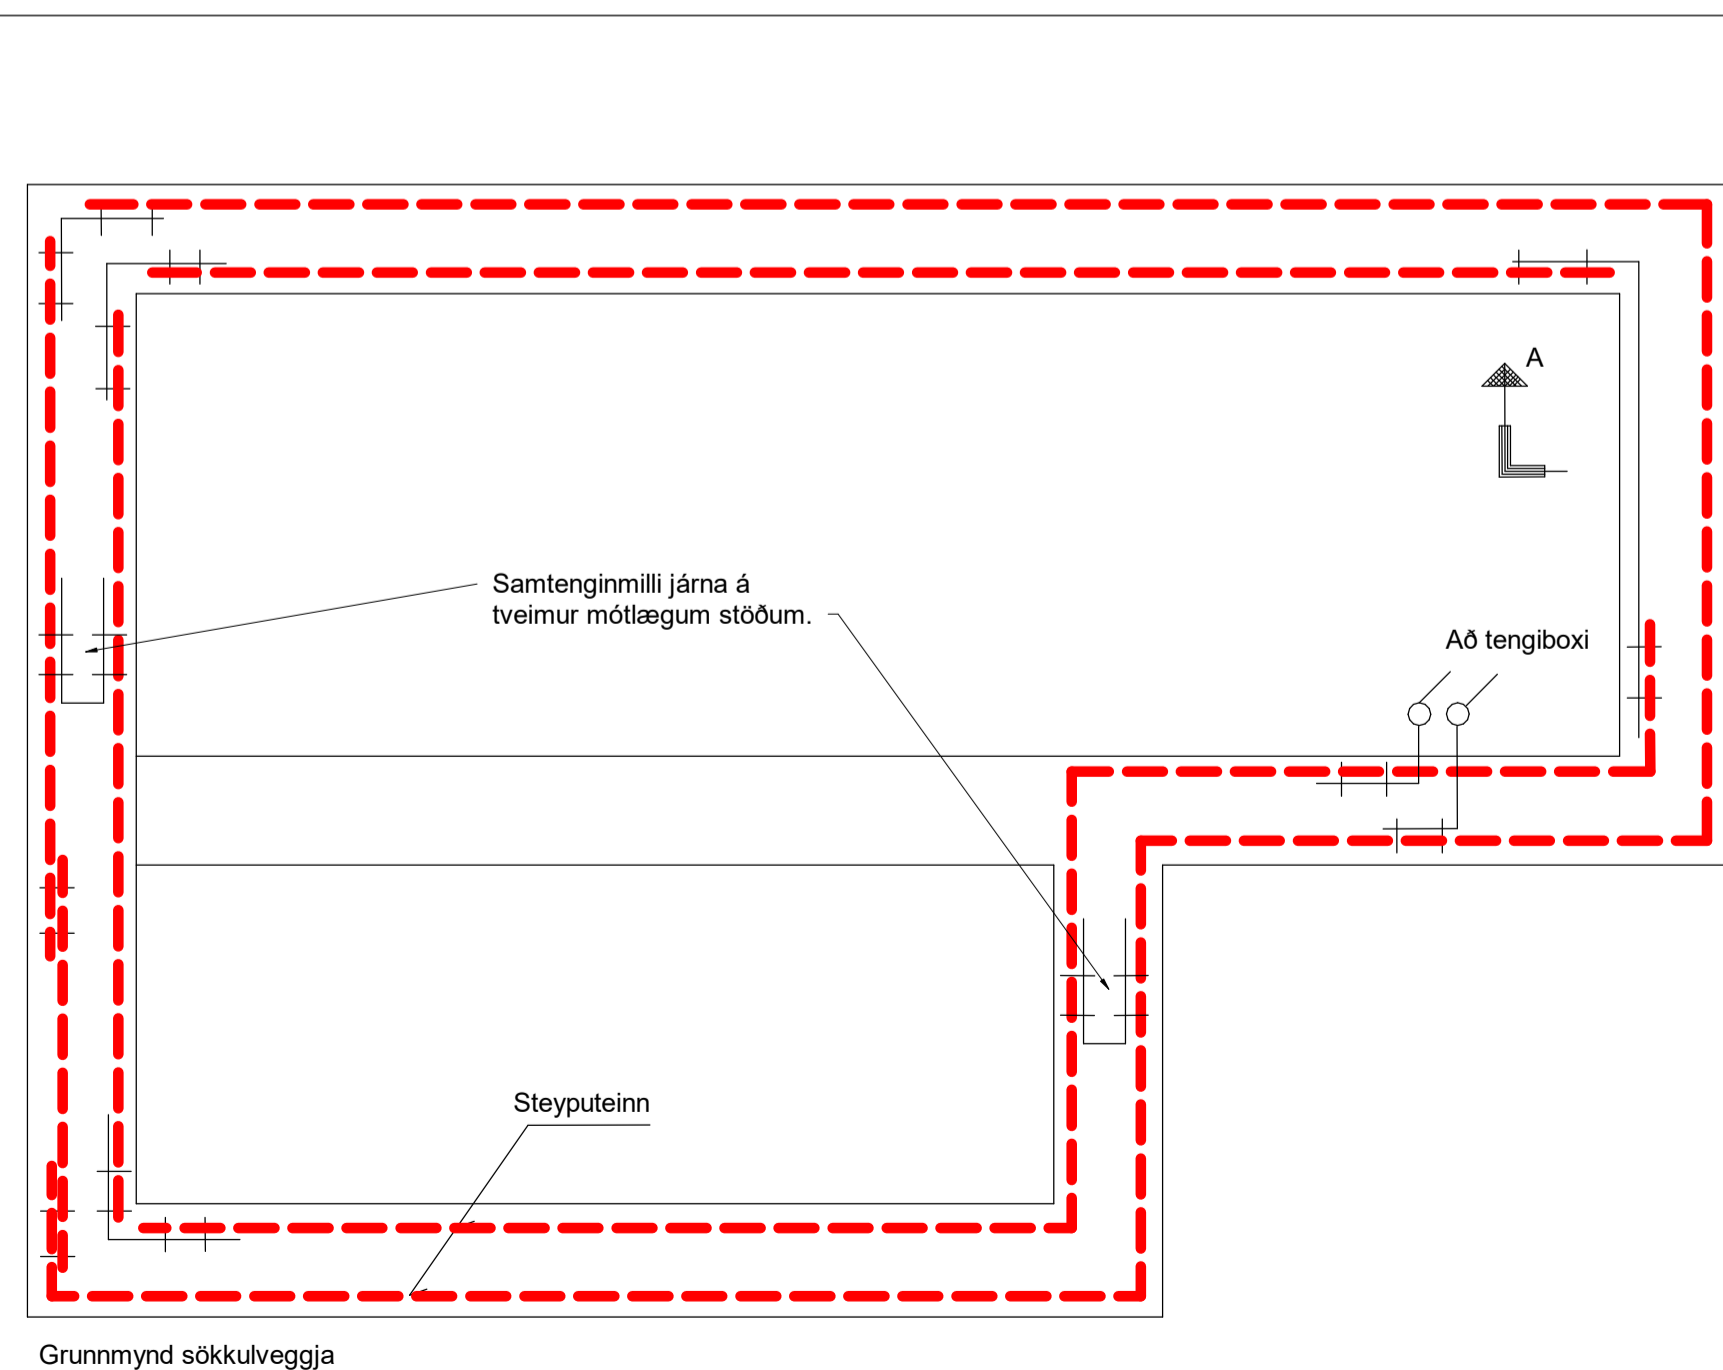 A
Samtenginmilli járna á
tveimur mótlægum stöðum.
Að tengiboxi
Steyputeinn
Grunnmynd sökkulveggja